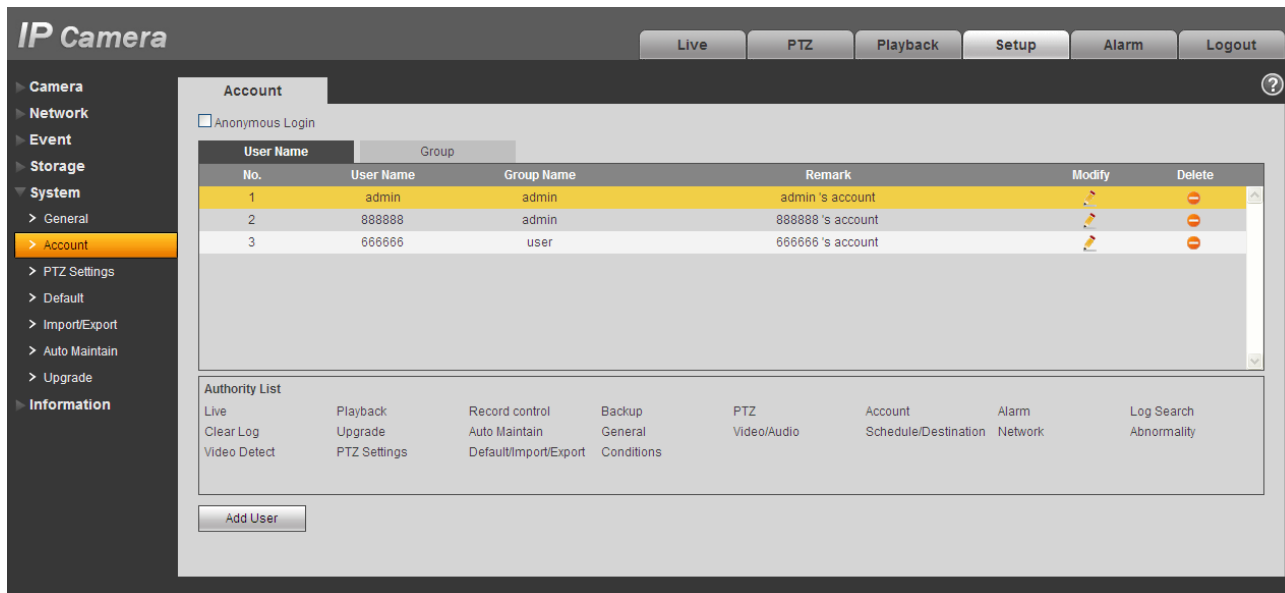 IP Camera
Live PTZ Playback Setup Alarm Logout
Camera
Network
Event
Storage
System
> General
> Account
> PTZ Settings
> Default
> Import/Export
> Auto Maintain
> Upgrade
Information
Account
?
Anonymous Login
User Name Group
No. User Name Group Name Remark Modify Delete
1 admin admin admin 's account
2 888888 admin 888888 's account
3 666666 user 666666 's account
Authority List
Live Playback Record control Backup PTZ Account Alarm Log Search
Clear Log Upgrade Auto Maintain General Video/Audio Schedule/Destination Network Abnormality
Video Detect PTZ Settings Default/Import/Export Conditions
Add User